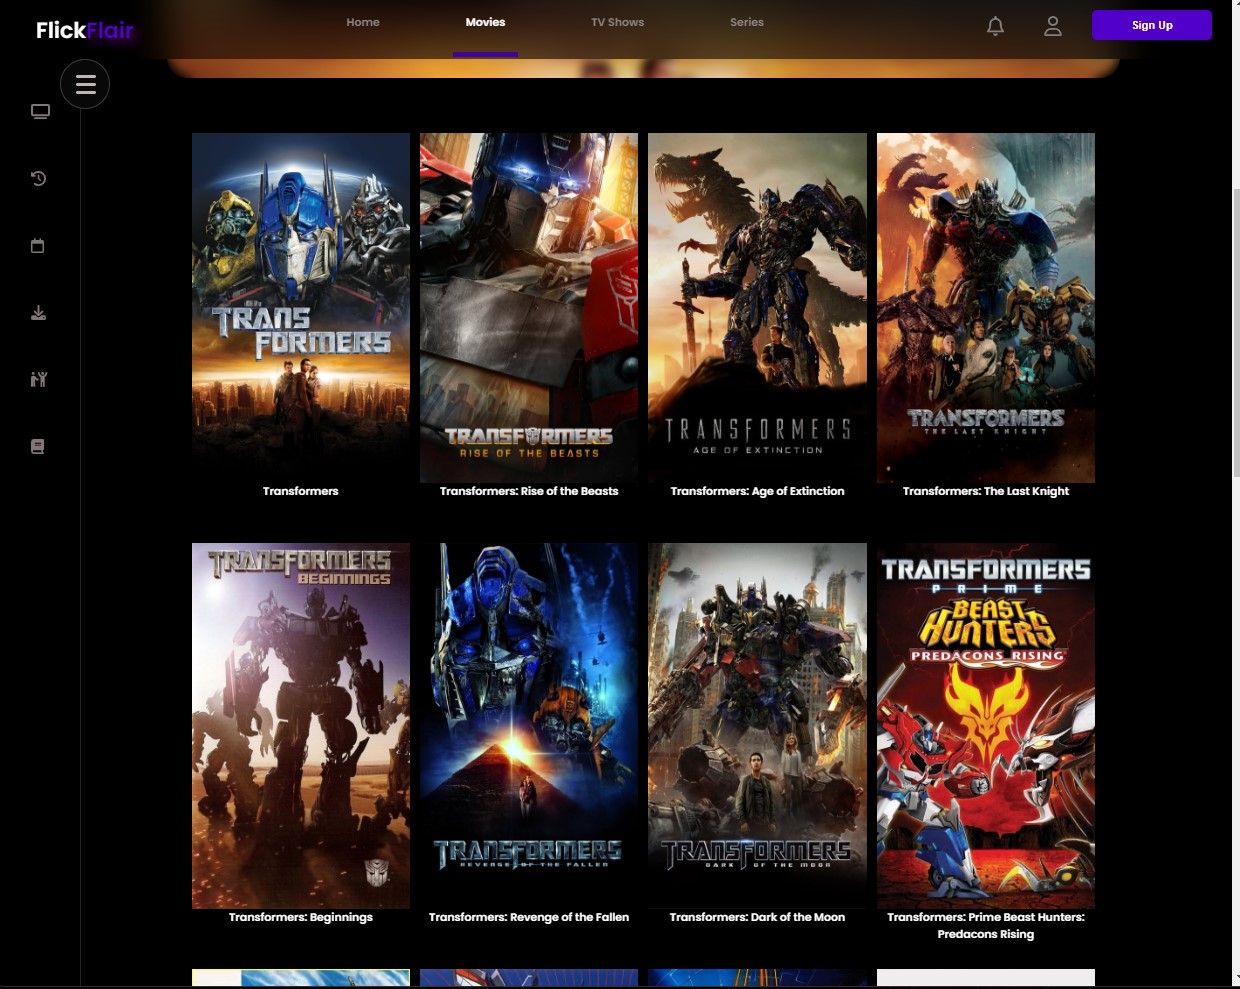 FlickFlair
Home
Movies
TV Shows
Series
Sign Up
TRANS
FORMERS
TRANSFORMERS
RISE OF THE BEASTS
TRANSFORMERS
AGE OF EXTINCTION
TRANSFORMERS
THE LAST KNIGHT
Transformers
Transformers: Rise of the Beasts
Transformers: Age of Extinction
Transformers: The Last Knight
TRANSFORMERS
BEGINNINGS
TRANSFORMERS
REVENGE OF THE FALLEN
TRANSFORMERS
DARK OF THE MOON
TRANSFORMERS
PRIME
BEAST
HUNTERS
PREDACONS RISING
Transformers: Beginnings
Transformers: Revenge of the Fallen
Transformers: Dark of the Moon
Transformers: Prime Beast Hunters:
Predacons Rising